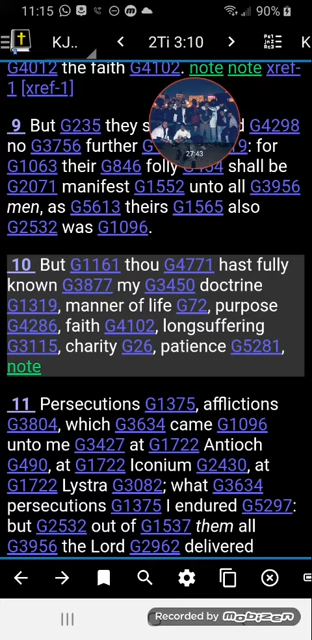 11:15
90%
KJ.. 2Ti 3:10 K
G4012 the faith G4102. note note xref-
1 [xref-1]
9 But G235 they G4298
no G3756 further 9: for
G1063 their G846 folly shall be
G2071 manifest G1552 unto all G3956
men, as G5613 theirs G1565 also
G2532 was G1096.
27:43
10 But G1161 thou G4771 hast fully
known G3877 my G3450 doctrine
G1319, manner of life G72, purpose
G4286, faith G4102, longsuffering
G3115, charity G26, patience G5281,
note
11 Persecutions G1375, afflictions
G3804, which G3634 came G1096
unto me G3427 at G1722 Antioch
G490, at G1722 Iconium G2430, at
G1722 Lystra G3082; what G3634
persecutions G1375 I endured G5297:
but G2532 out of G1537 them all
G3956 the Lord G2962 delivered
Recorded by Mobizen